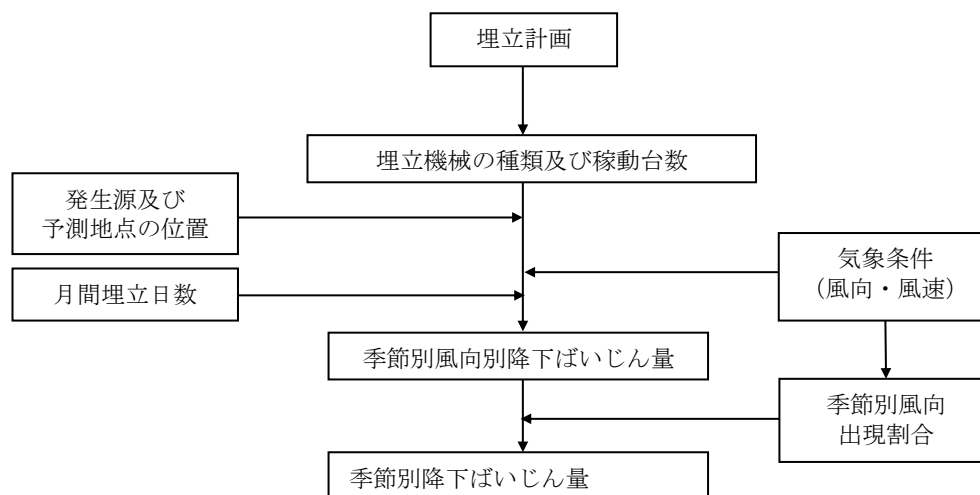 埋立計画
埋立機械の種類及び稼動台数
発生源及び
予測地点の位置
気象条件
（風向・風速）
月間埋立日数
季節別風向別降下ばいじん量
季節別風向
出現割合
季節別降下ばいじん量